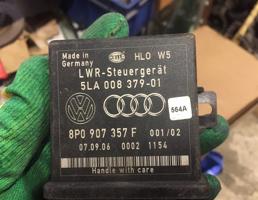 Made in
Germany
HELLA
HLO W5
LWR-Steuergerät
5LA 008 379-01
564A
8P0 907 357 F 001/02
07.09.06 0002 1154
Handle with care